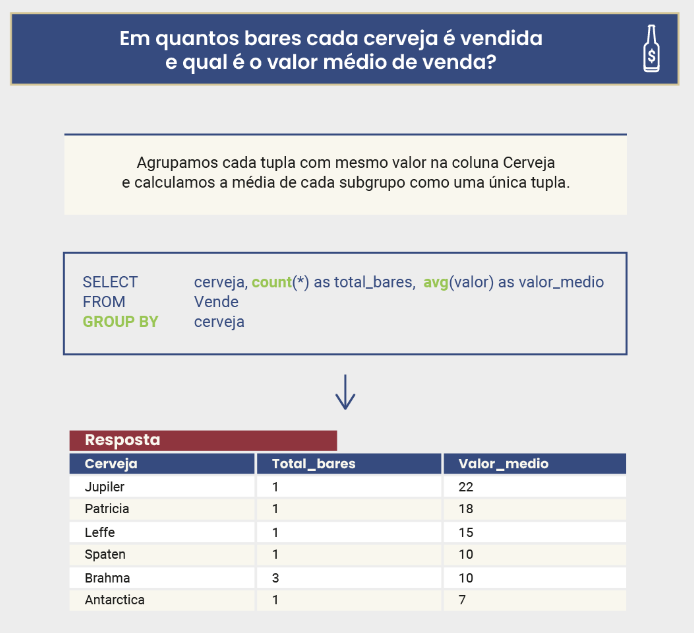 Em quantos bares cada cerveja é vendida
e qual é o valor médio de venda?
$
Agrupamos cada tupla com mesmo valor na coluna Cerveja
e calculamos a média de cada subgrupo como uma única tupla.
SELECT cerveja, count(*) as total_bares, avg(valor) as valor_medio
FROM Vende
GROUP BY cerveja
Resposta
Cerveja Total_bares Valor_medio
Jupiler 1 22
Patricia 1 18
Leffe 1 15
Spaten 1 10
Brahma 3 10
Antarctica 1 7